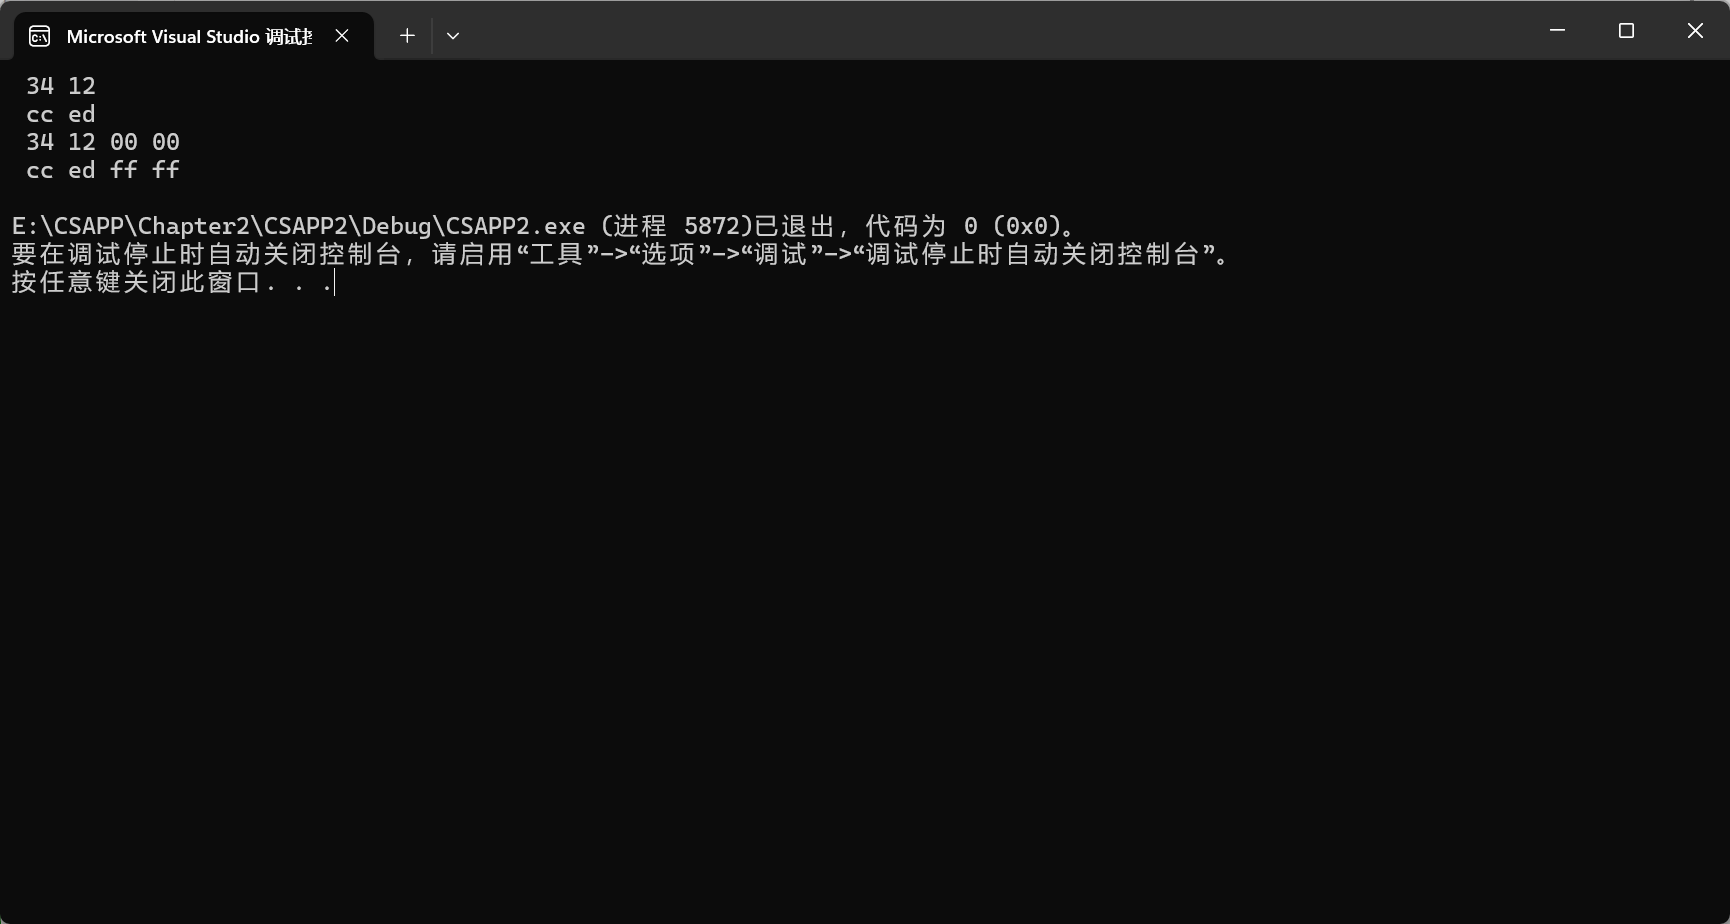 Microsoft Visual Studio 调试
34 12
cc ed
34 12 00 00
cc ed ff ff
E:\CSAPP\Chapter2\CSAPP2\Debug\CSAPP2.exe (进程 5872)已退出，代码为 0 (0x0)。
要在调试停止时自动关闭控制台，请启用“工具”->“选项”->“调试”->“调试停止时自动关闭控制台”。
按任意键关闭此窗口. . .